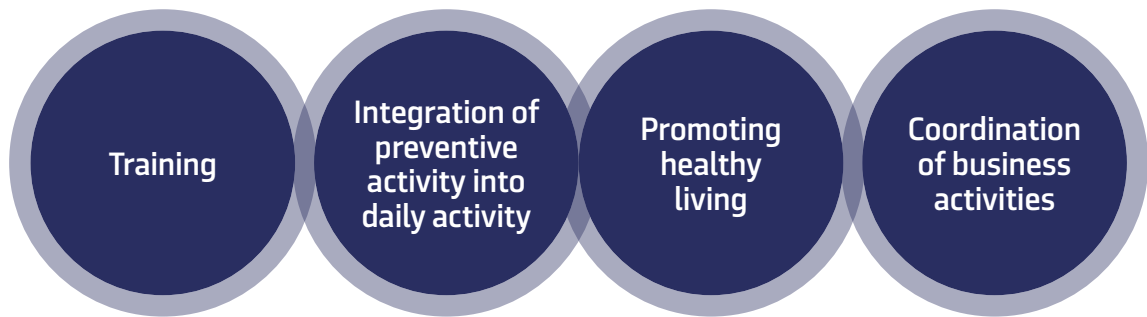 Training
Integration of
preventive
activity into
daily activity
Promoting
healthy
living
Coordination
of business
activities